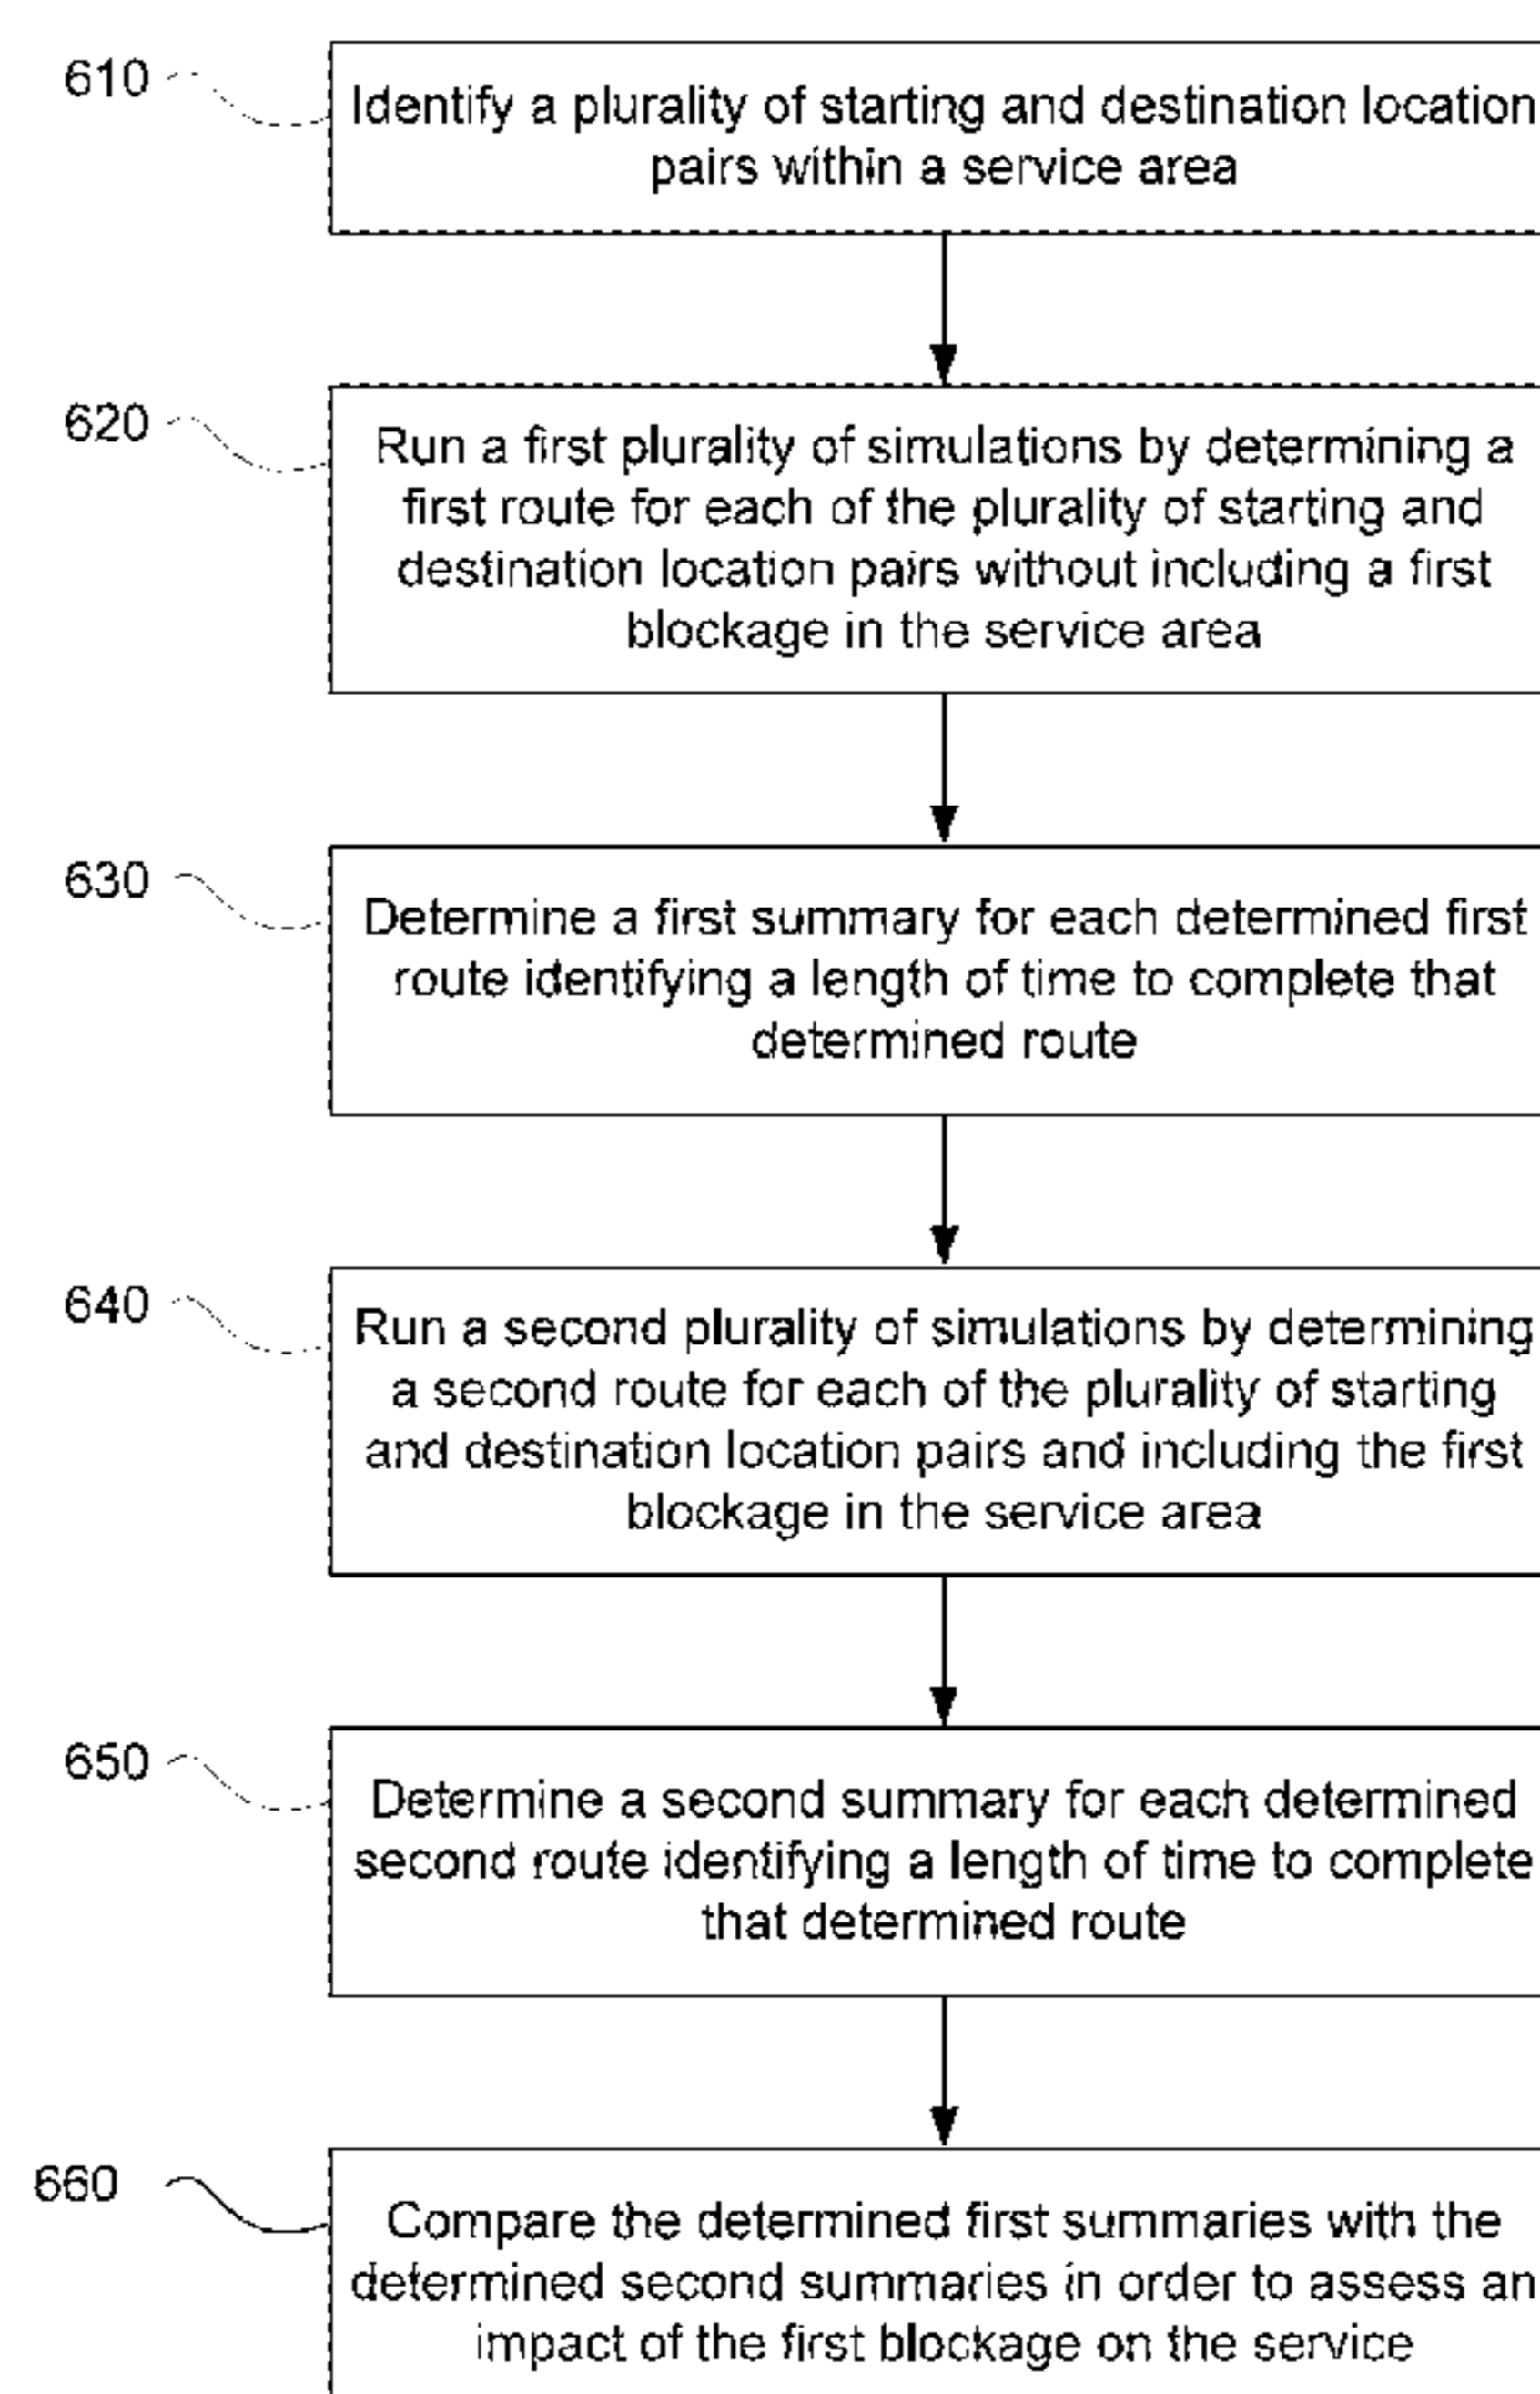 610
Identify a plurality of starting and destination location
pairs within a service area
620
Run a first plurality of simulations by determining a
first route for each of the plurality of starting and
destination location pairs without including a first
blockage in the service area
630
Determine a first summary for each determined first
route identifying a length of time to complete that
determined route
640
Run a second plurality of simulations by determining
a second route for each of the plurality of starting
and destination location pairs and including the first
blockage in the service area
650
Determine a second summary for each determined
second route identifying a length of time to complete
that determined route
660
Compare the determined first summaries with the
determined second summaries in order to assess an
impact of the first blockage on the service